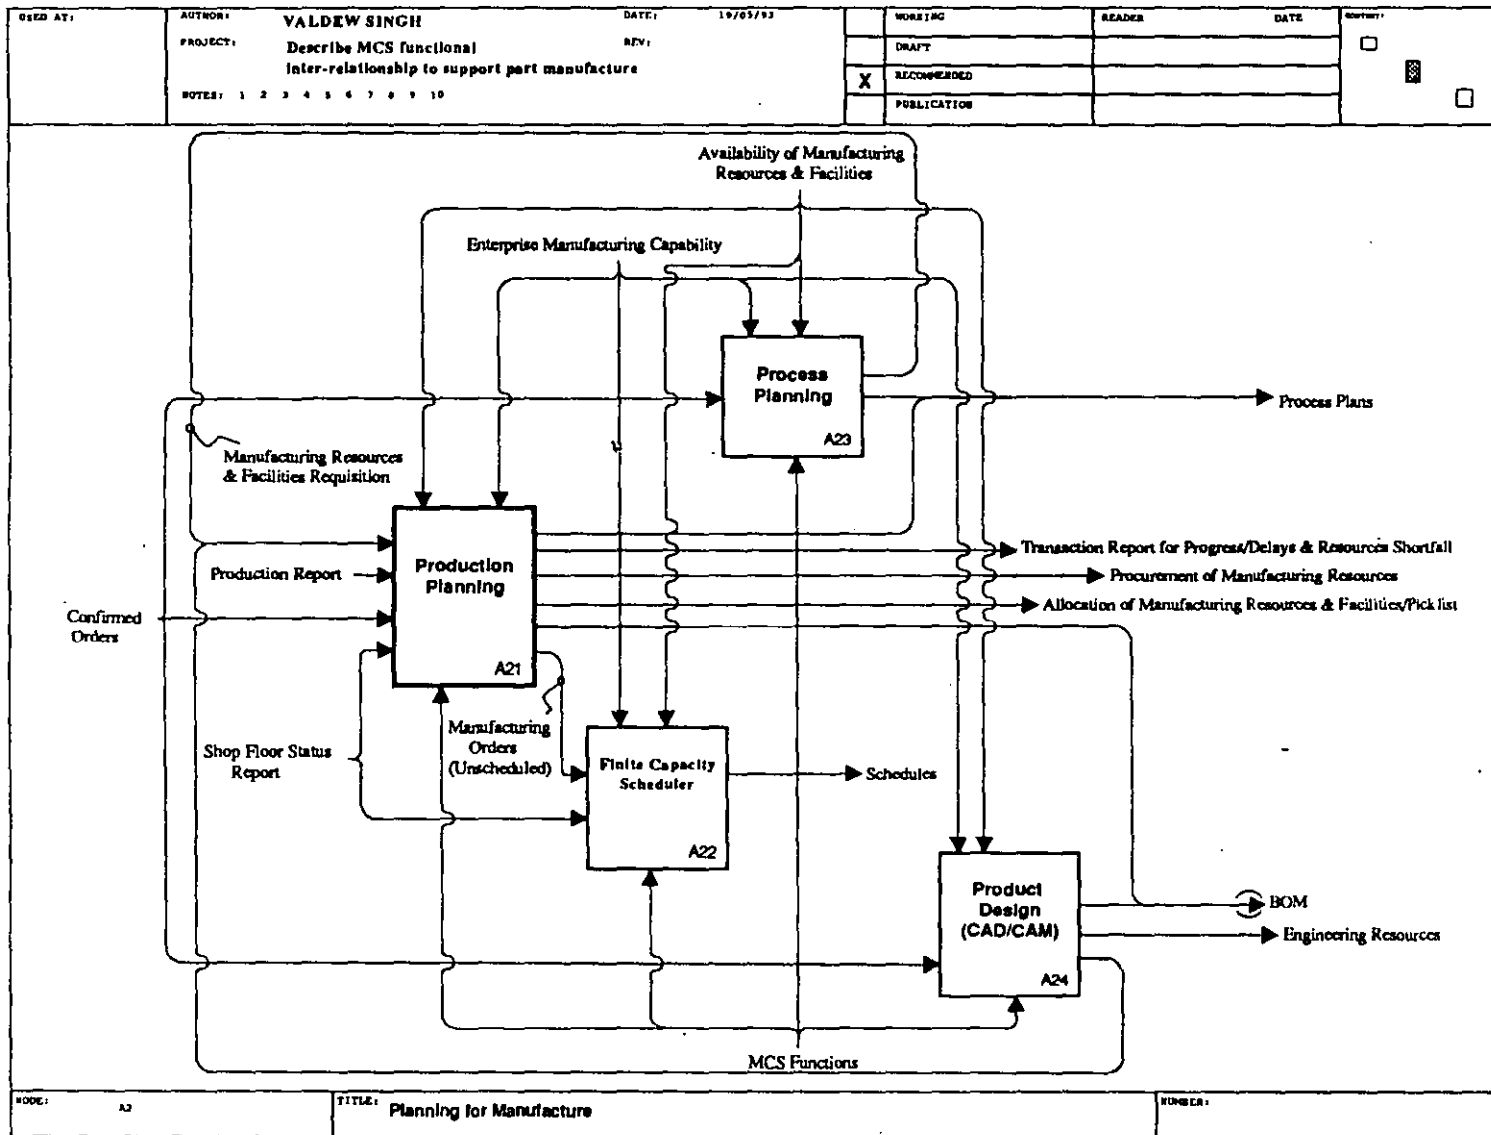 USED AT:
AUTHOR: VALDEW SINGH
DATE: 19/05/93
PROJECT: Describe MCS functional
inter-relationship to support part manufacture
REV:
NOTES: 1 2 3 4 5 6 7 8 9 10
WORKING
DRAFT
X RECOMMENDED
PUBLICATION
READER DATE
CONTEXT:
Availability of Manufacturing
Resources & Facilities
Enterprise Manufacturing Capability
Process
Planning
A23
Process Plans
Manufacturing Resources
& Facilities Requisition
Production
Planning
A21
Production Report
Confirmed
Orders
Transaction Report for Progress/Delays & Resources Shortfall
Procurement of Manufacturing Resources
Allocation of Manufacturing Resources & Facilities/Pick list
Manufacturing
Orders
(Unscheduled)
Shop Floor Status
Report
Finite Capacity
Scheduler
A22
Schedules
Product
Design
(CAD/CAM)
A24
BOM
Engineering Resources
MCS Functions
NODE: A2
TITLE: Planning for Manufacture
NUMBER: